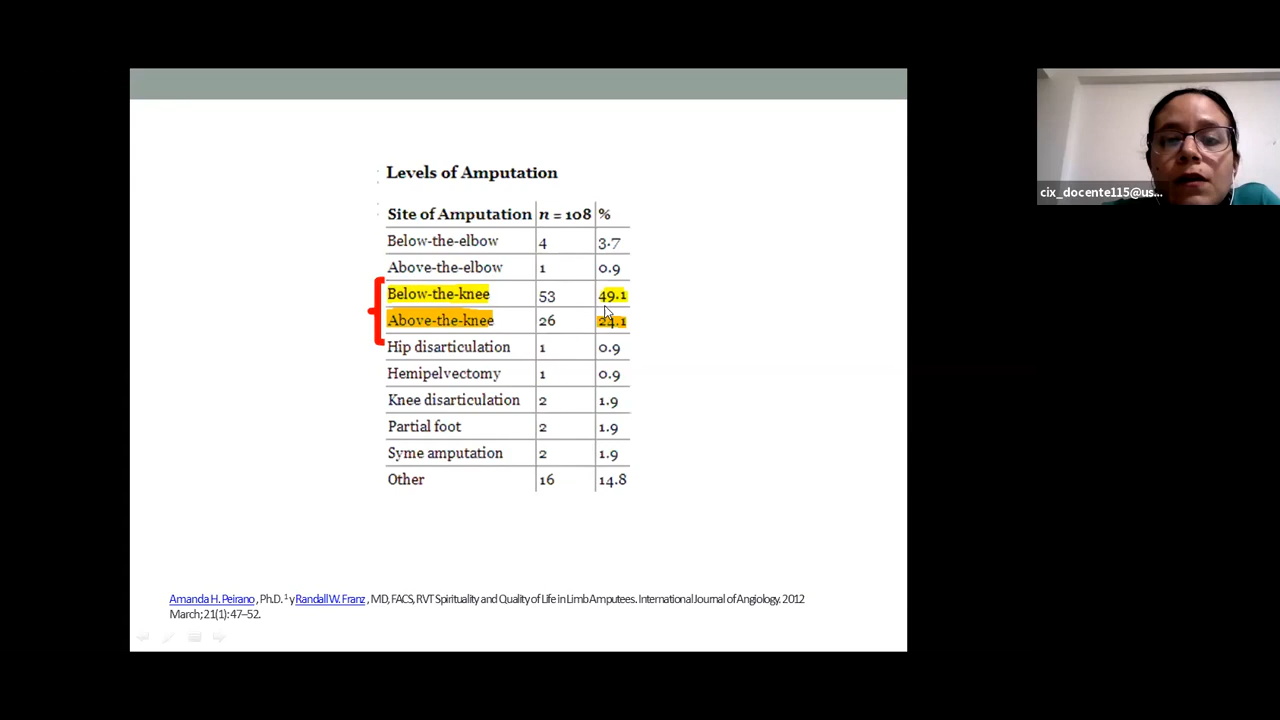 Levels of Amputation
Site of Amputation n = 108 %
Below-the-elbow 4 3.7
Above-the-elbow 1 0.9
Below-the-knee 53 49.1
Above-the-knee 26 24.1
Hip disarticulation 1 0.9
Hemipelvectomy 1 0.9
Knee disarticulation 2 1.9
Partial foot 2 1.9
Syme amputation 2 1.9
Other 16 14.8
Amanda H. Peirano , Ph.D. 1 y Randall W. Franz , MD, FACS, RVT Spirituality and Quality of Life in Limb Amputees. International Journal of Angiology. 2012
March; 21(1): 47–52.
cix_docente115@us...